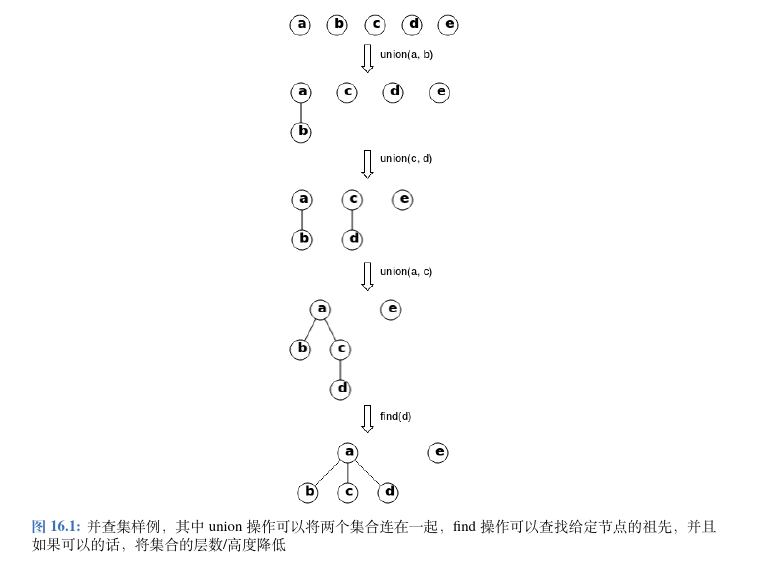 a b c d e
union(a, b)
a c d e
b
union(c, d)
a c e
b d
union(a, c)
a e
b c
d
find(d)
a e
b c d
图 16.1: 并查集样例，其中 union 操作可以将两个集合连在一起，find 操作可以查找给定节点的祖先，并且
如果可以的话，将集合的层数/高度降低